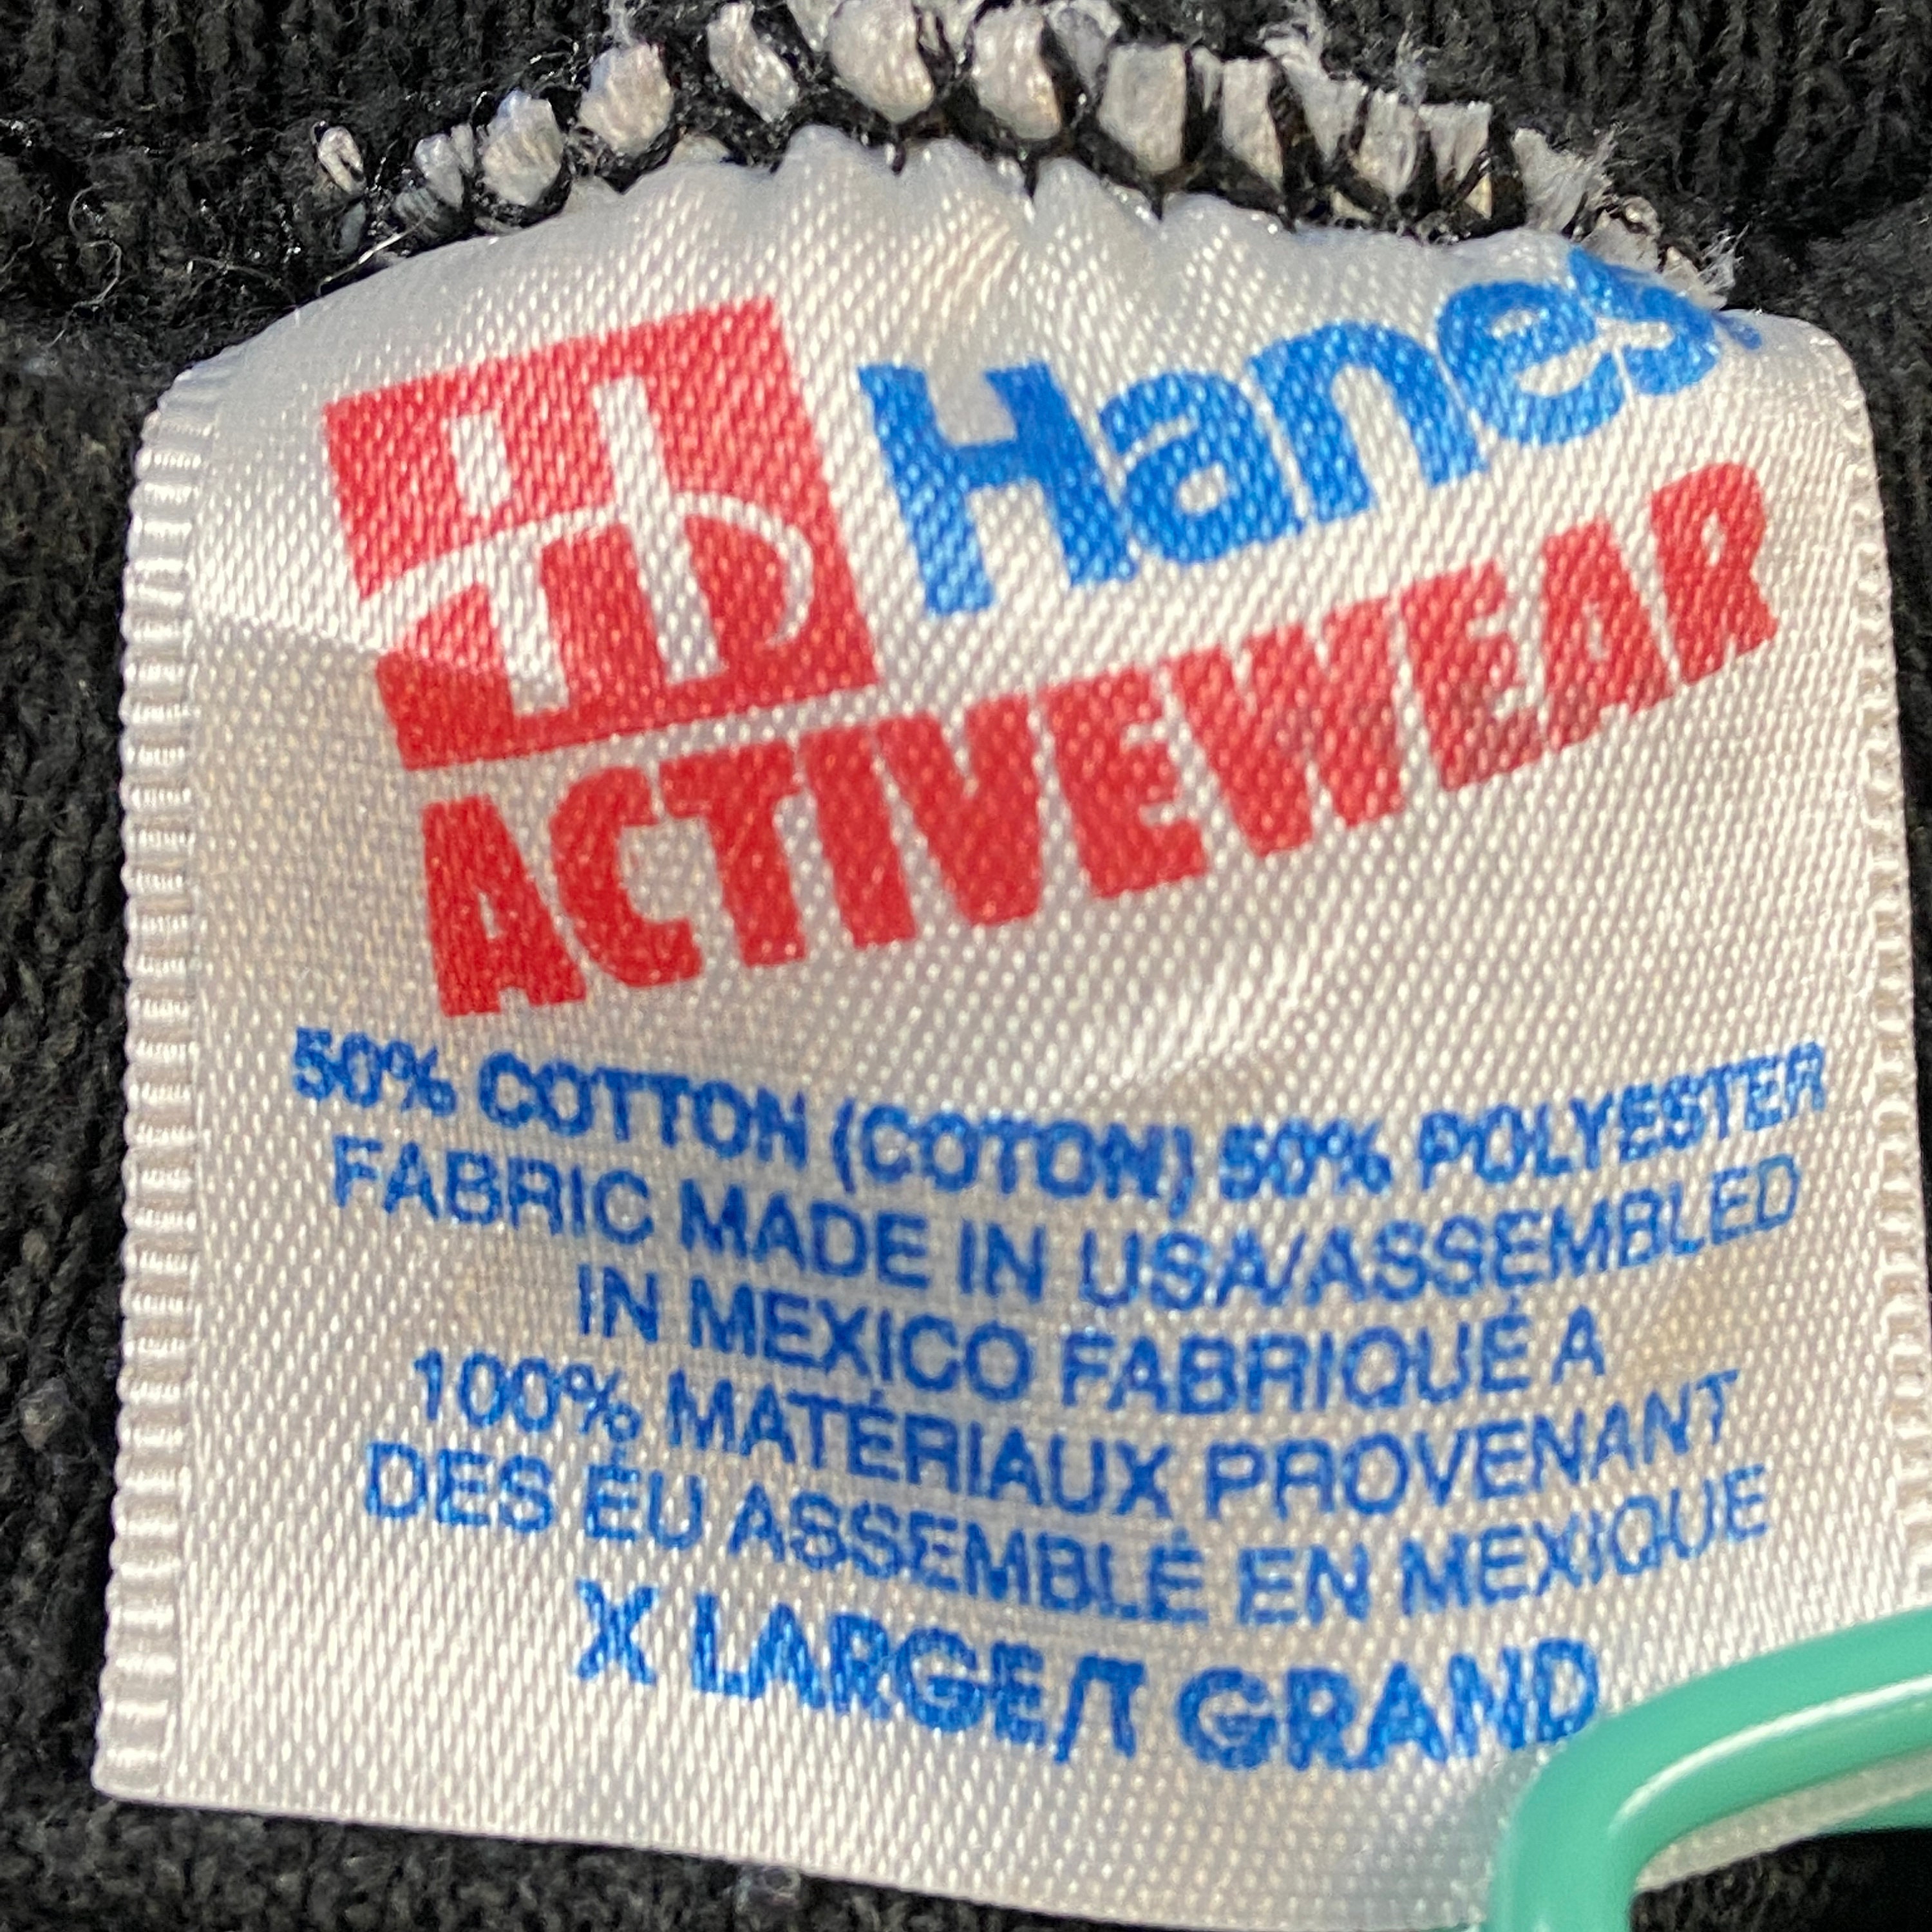 Hanes
ACTIVEWEAR
50% COTTON (COTON) 50% POLYESTER
FABRIC MADE IN USA/ASSEMBLED
IN MEXICO FABRIQUÉ A
100% MATÉRIAUX PROVENANT
DES ÉU ASSEMBLÉ EN MEXIQUE
X LARGE/T GRAND